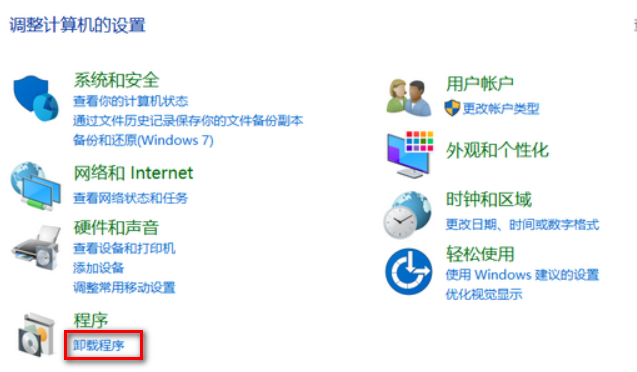 调整计算机的设置
系统和安全
查看你的计算机状态
通过文件历史记录保存你的文件备份副本
备份和还原(Windows 7)
网络和 Internet
查看网络状态和任务
硬件和声音
查看设备和打印机
添加设备
调整常用移动设置
程序
卸载程序
用户帐户
更改帐户类型
外观和个性化
时钟和区域
更改日期、时间或数字格式
轻松使用
使用 Windows 建议的设置
优化视觉显示